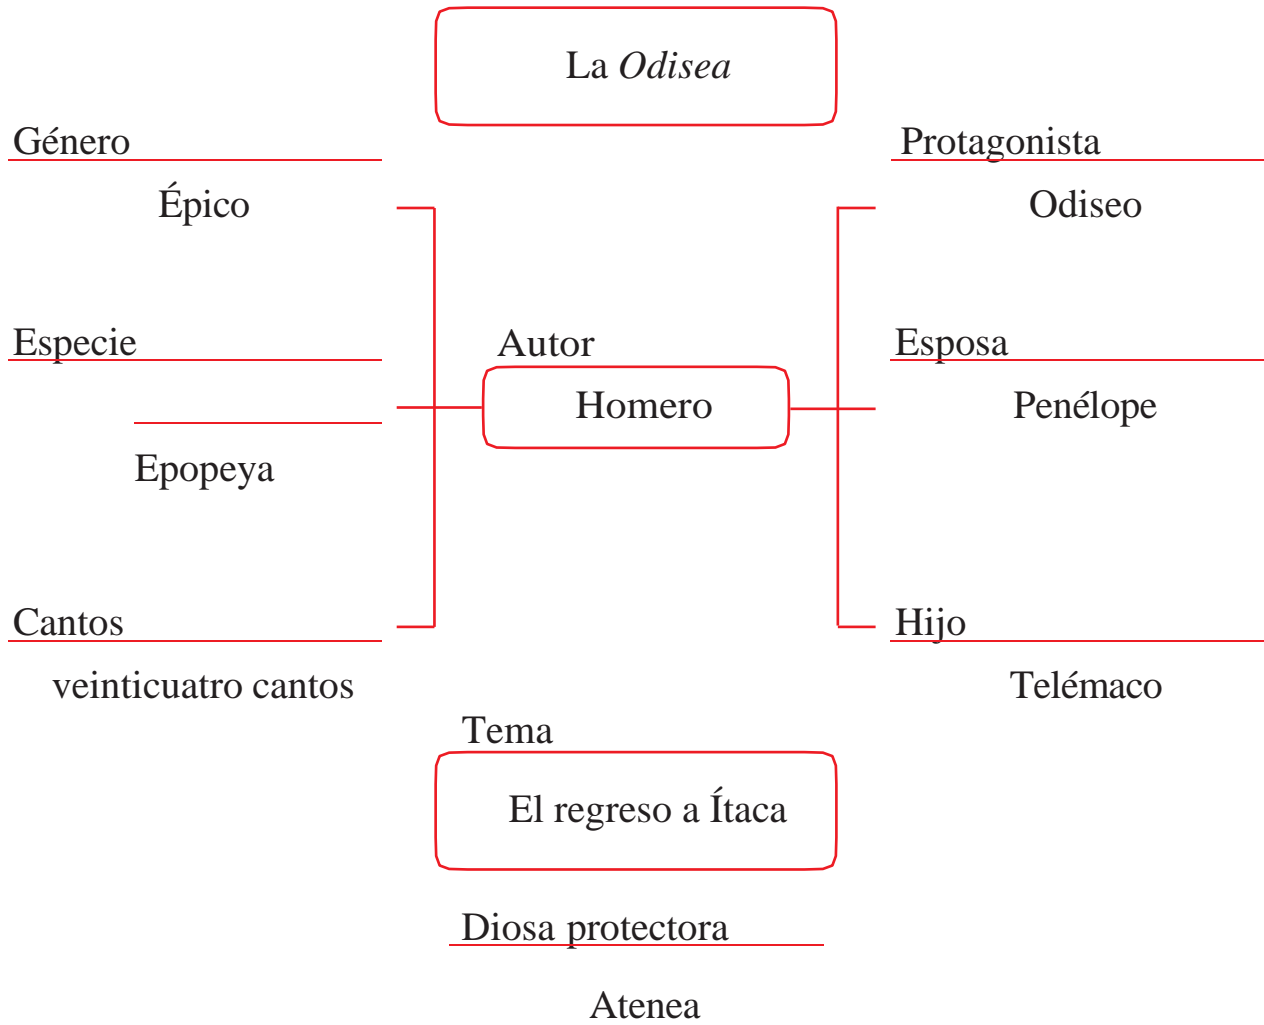 La Odisea
Género
Épico
Especie
Epopeya
Cantos
veinticuatro cantos
Autor
Homero
Protagonista
Odiseo
Esposa
Penélope
Hijo
Telémaco
Tema
El regreso a Ítaca
Diosa protectora
Atenea